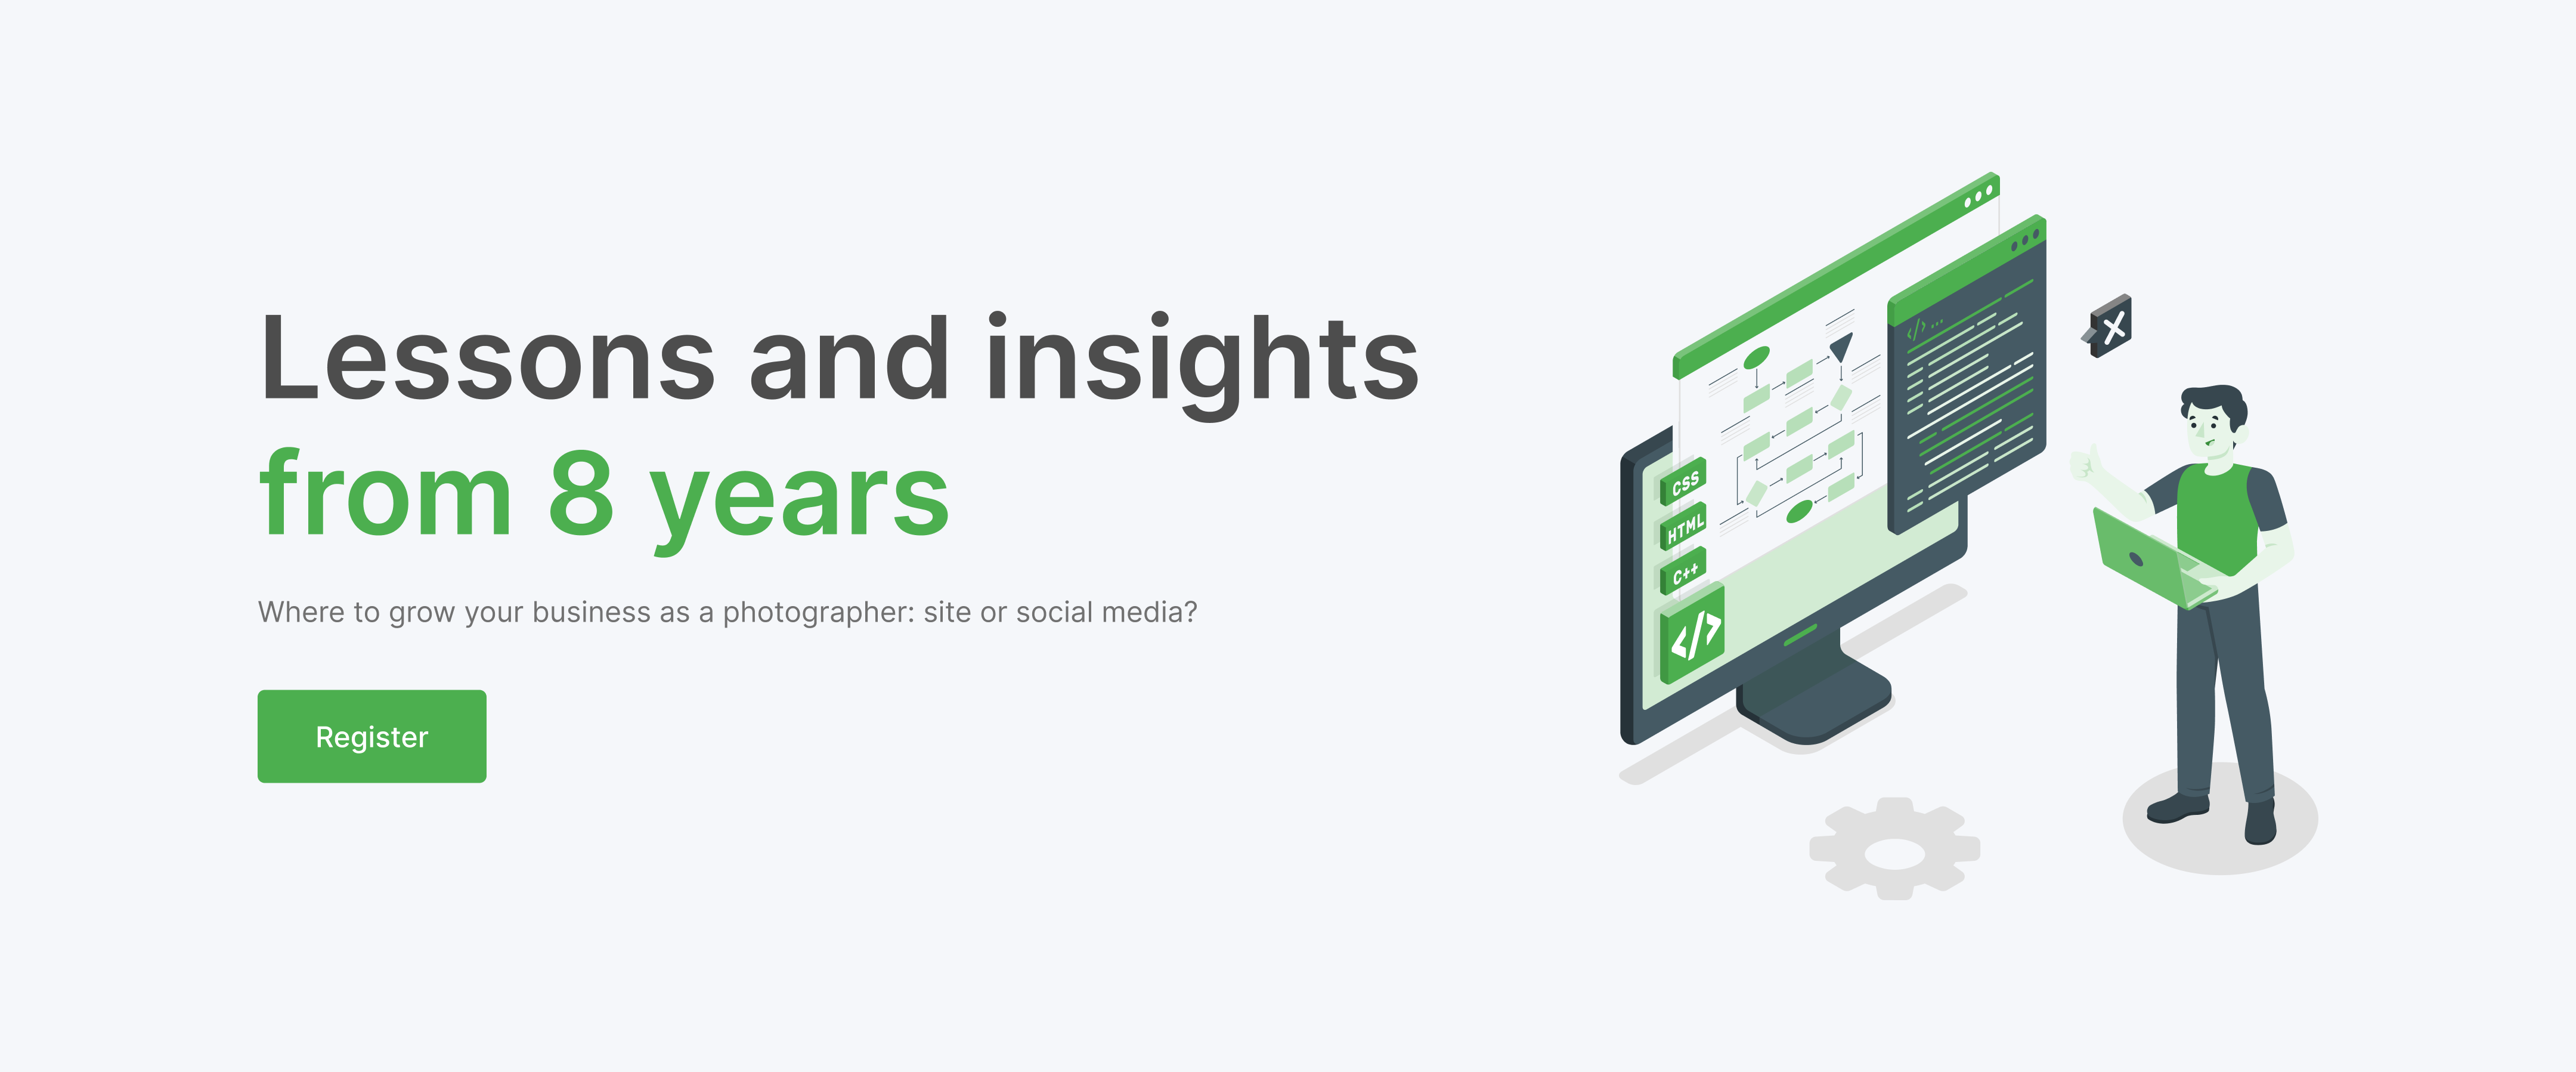 Lessons and insights
from 8 years
Where to grow your business as a photographer: site or social media?
Register
CSS
HTML
C++
</>
</> ...